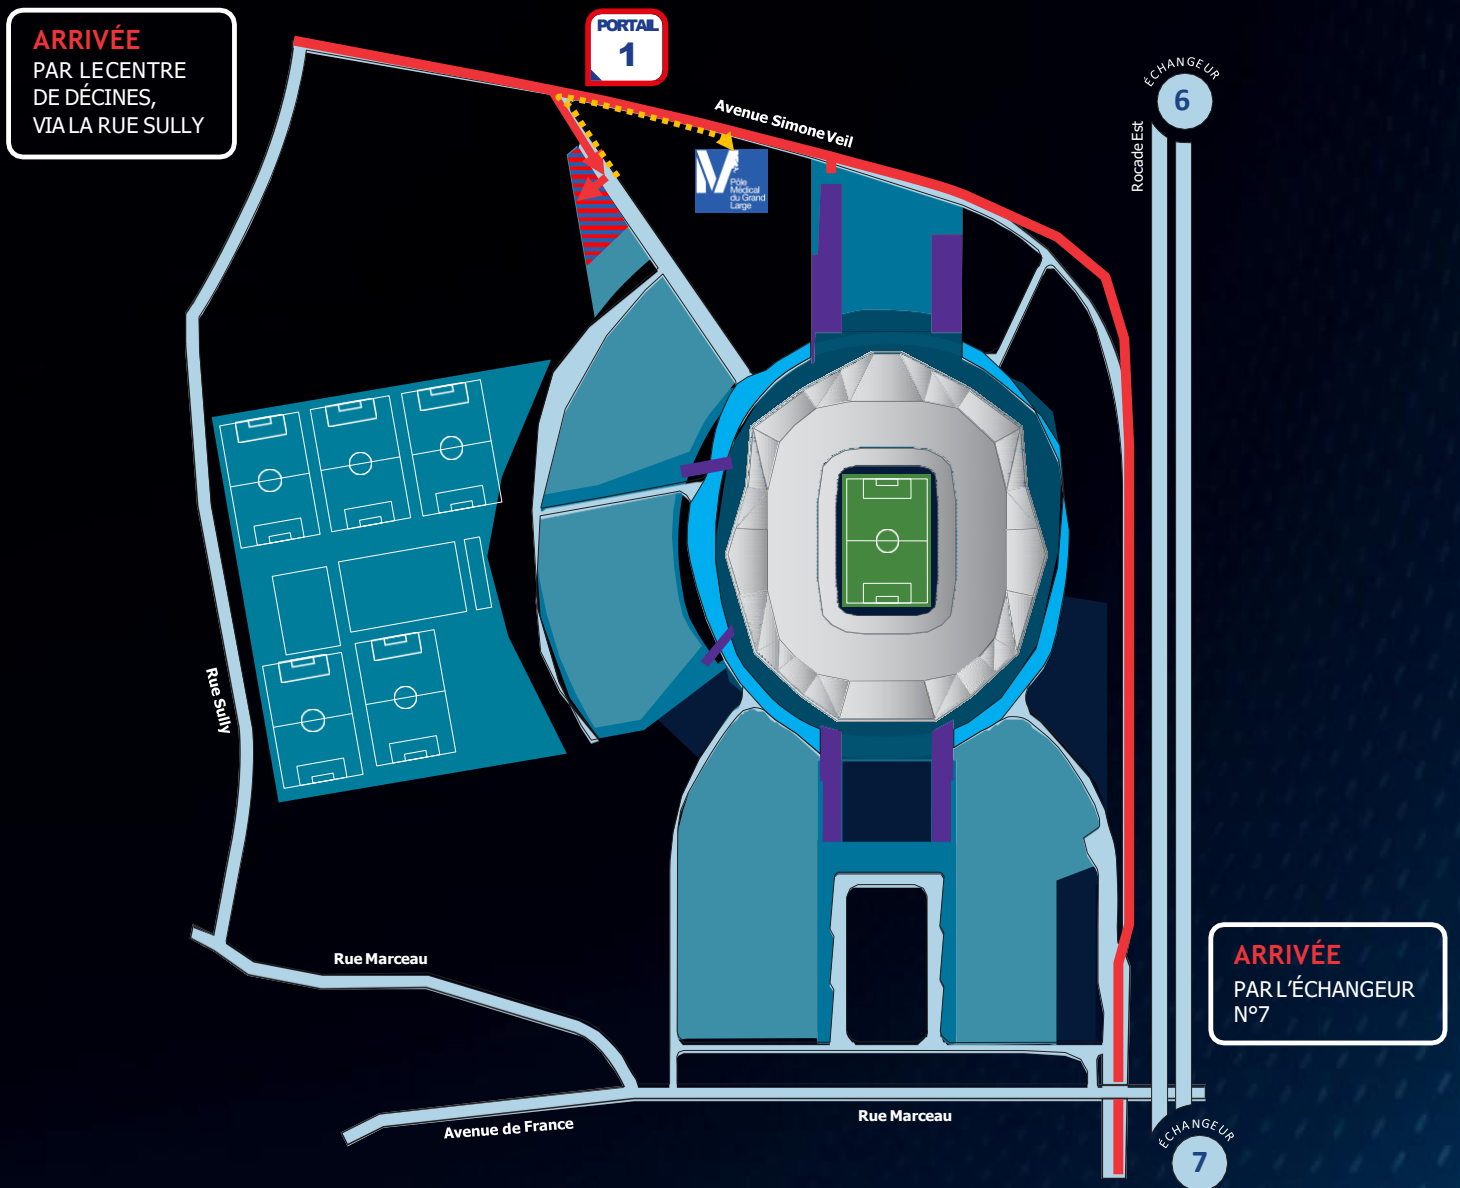 ARRIVÉE
PAR LE CENTRE
DE DÉCINES,
VIA LA RUE SULLY
PORTAIL
1
Avenue Simone Veil
Pôle
Médical
du Grand
Large
ÉCHANGEUR
6
Rocade Est
Rue Sully
Rue Marceau
ARRIVÉE
PAR L'ÉCHANGEUR
N°7
Avenue de France
Rue Marceau
ÉCHANGEUR
7